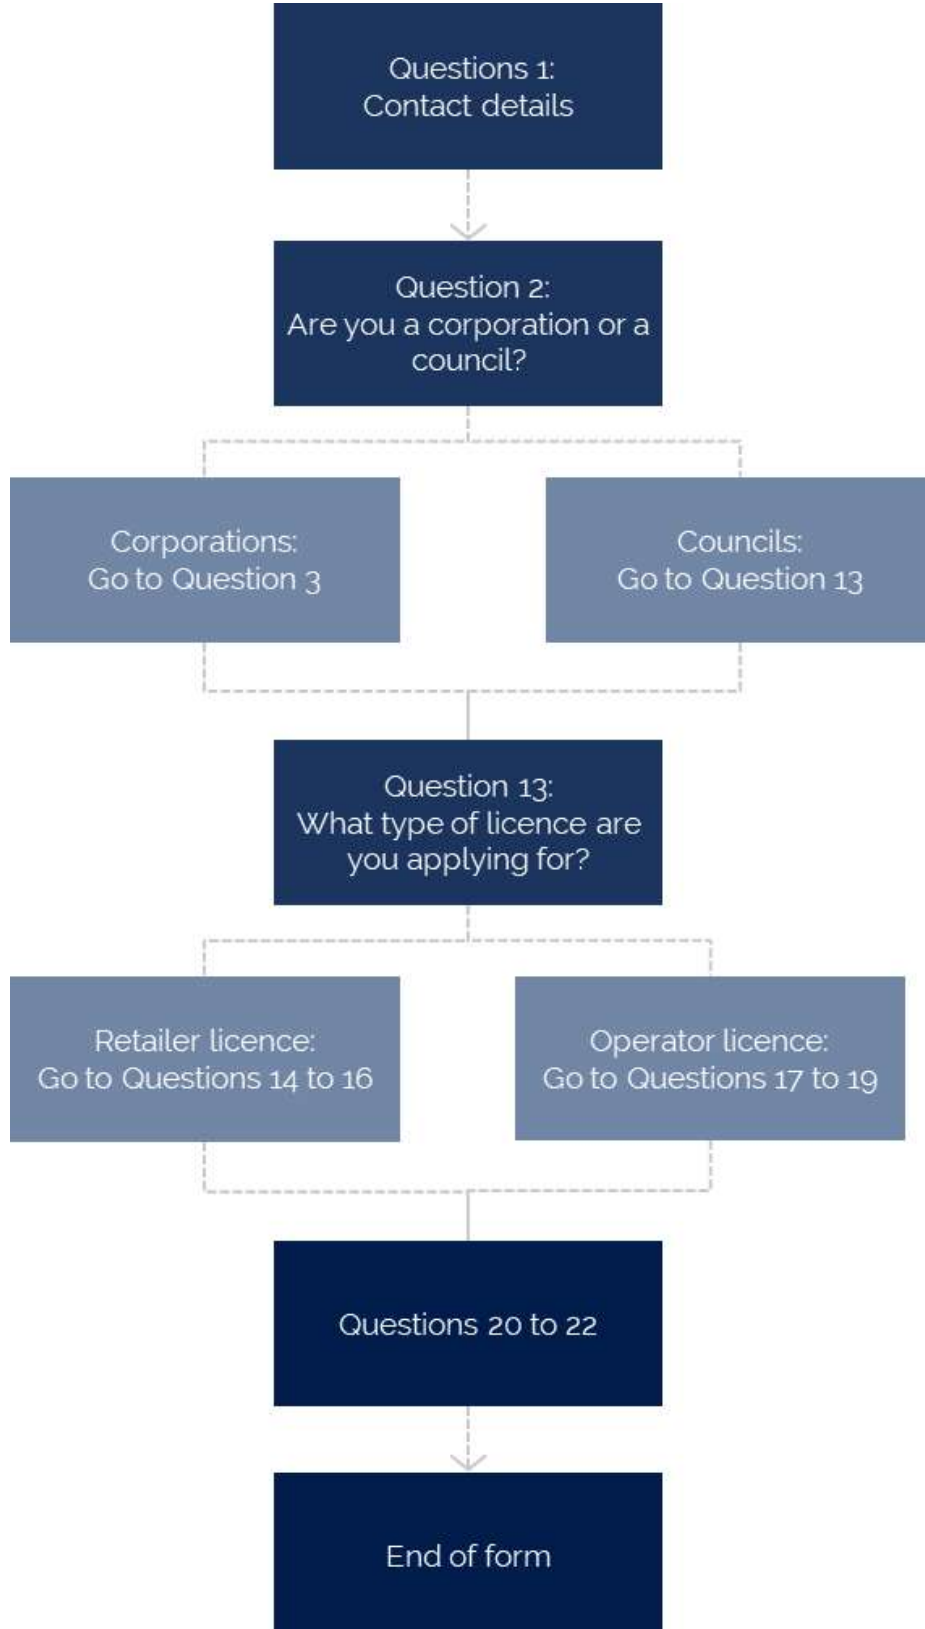 Questions 1:
Contact details
Question 2:
Are you a corporation or a
council?
Corporations:
Go to Question 3
Councils:
Go to Question 13
Question 13:
What type of licence are
you applying for?
Retailer licence:
Go to Questions 14 to 16
Operator licence:
Go to Questions 17 to 19
Questions 20 to 22
End of form